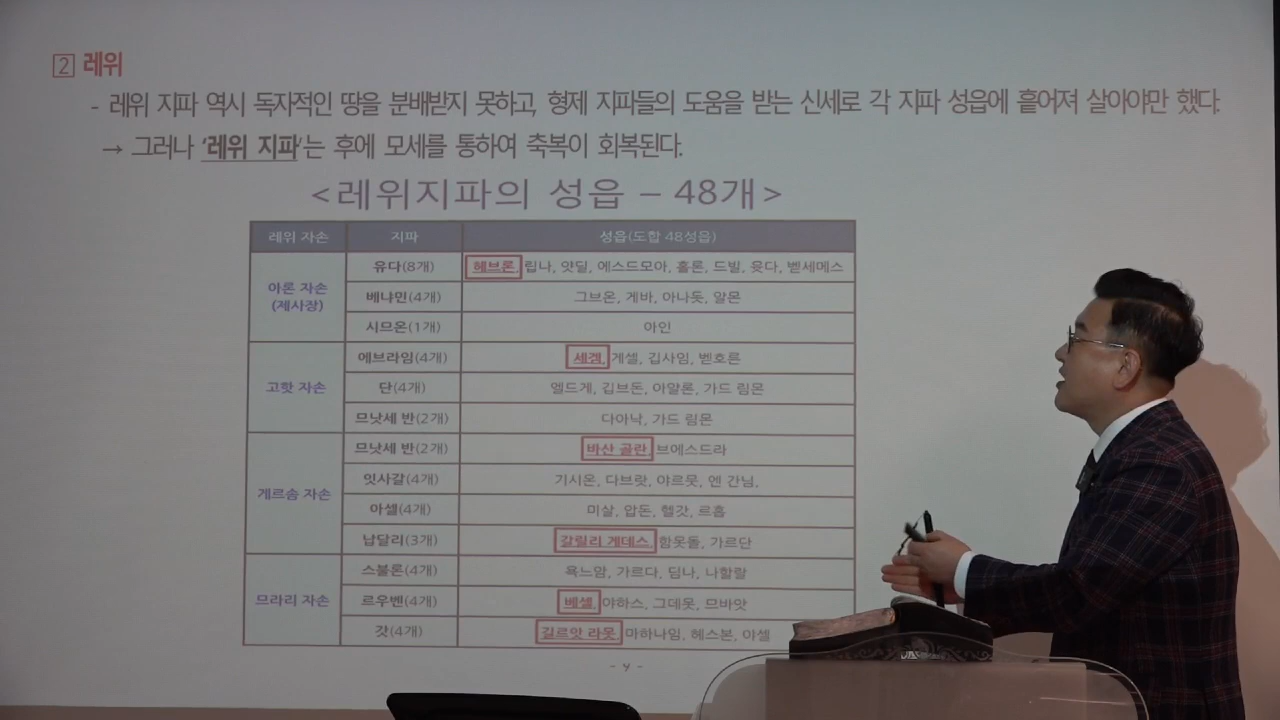 2 레위
- 레위 지파 역시 독자적인 땅을 분배받지 못하고, 형제 지파들의 도움을 받는 신세로 각 지파 성읍에 흩어져 살아야만 했다.
→ 그러나 '레위 지파'는 후에 모세를 통하여 축복이 회복된다.
<레위지파의 성읍 – 48개>
레위 자손 지파 성읍(도합 48성읍)
아론 자손 (제사장) 유다(8개) 헤브론, 립나, 얏딜, 에스드모아, 홀론, 드빌, 윳다, 벧세메스
베냐민(4개) 그브온, 게바, 아나돗, 알몬
시므온(1개) 아인
고핫 자손 에브라임(4개) 세겜, 게셀, 깁사임, 벧호른
단(4개) 엘드게, 깁브돈, 아얄론, 가드 림몬
므낫세 반(2개) 다아낙, 가드 림몬
게르솜 자손 므낫세 반(2개) 바산 골란, 브에스드라
잇사갈(4개) 기시온, 다브랏, 야르뭇, 엔 간님,
아셀(4개) 미살, 압돈, 헬갓, 르홉
납달리(3개) 갈릴리 게데스, 함못돌, 가르단
므라리 자손 스불론(4개) 욕느암, 가르다, 딤나, 나할랄
르우벤(4개) 베셀, 야하스, 그데못, 므바앗
갓(4개) 길르앗 라못, 마하나임, 헤스본, 야셀
- 4 -